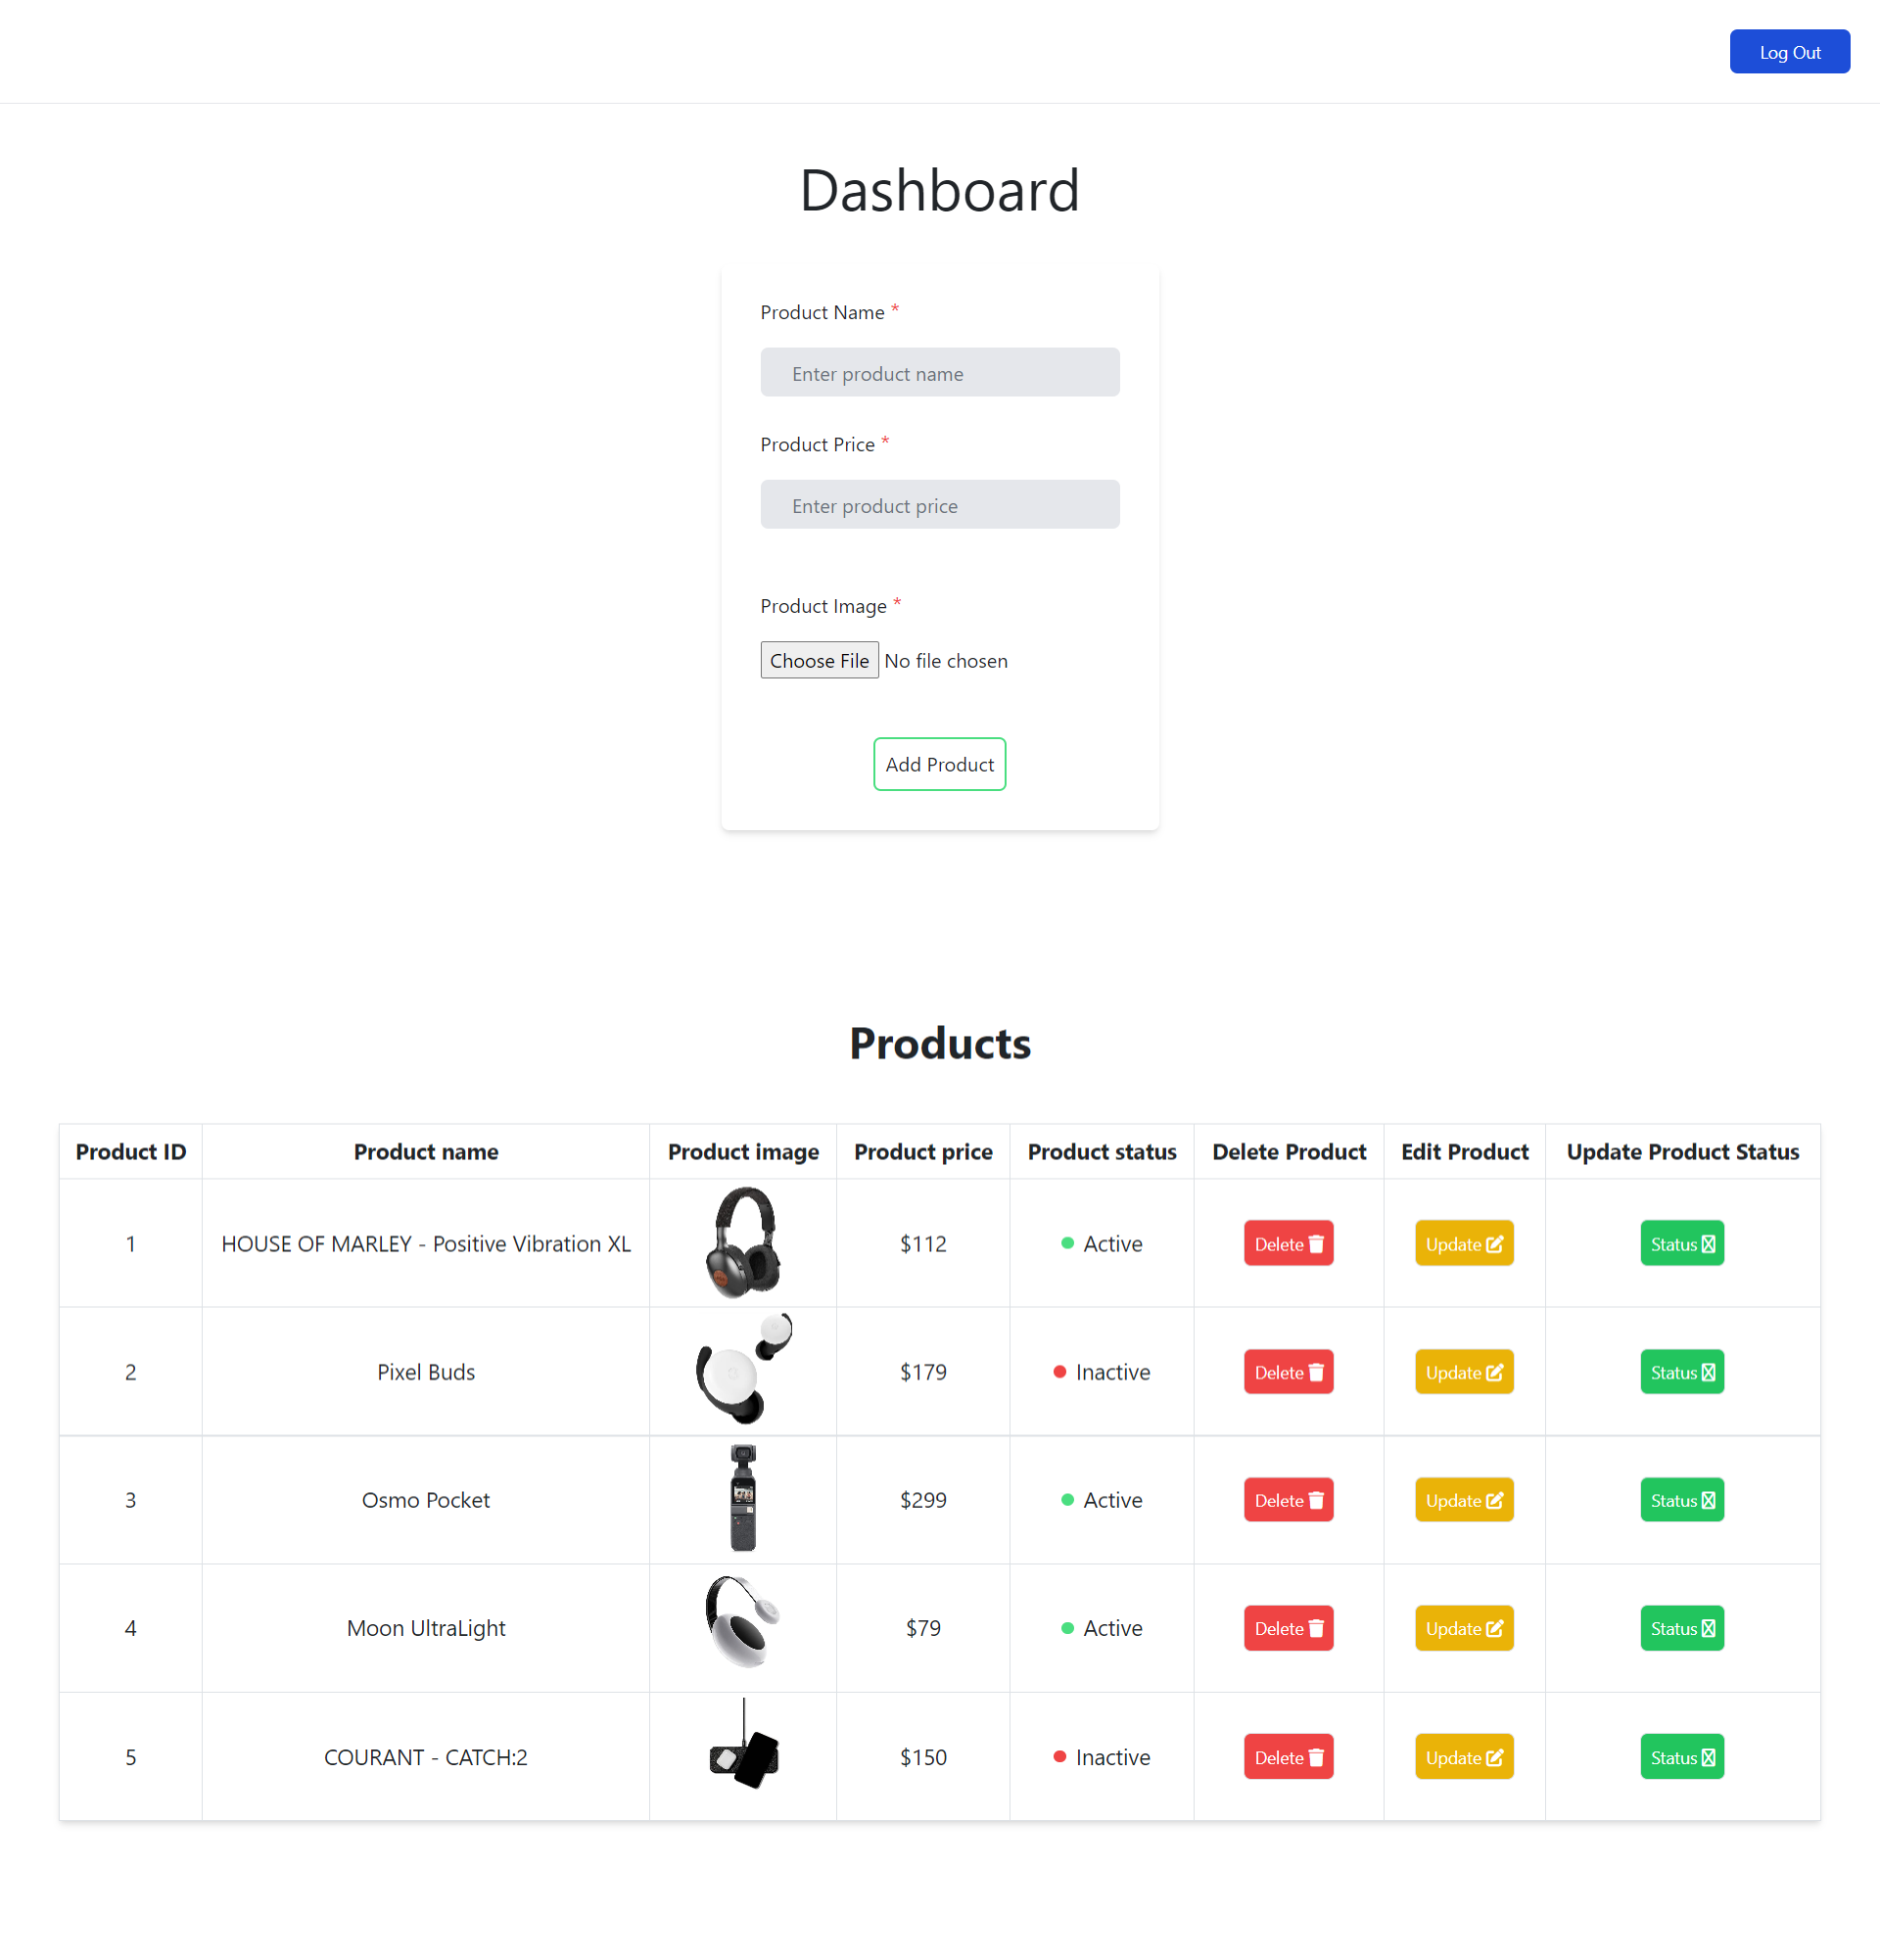 Log Out
Dashboard
Product Name *
Enter product name
Product Price *
Enter product price
Product Image *
Choose File No file chosen
Add Product
Products
Product ID Product name Product image Product price Product status Delete Product Edit Product Update Product Status
1 HOUSE OF MARLEY - Positive Vibration XL $112 Active Delete Update Status
2 Pixel Buds $179 Inactive Delete Update Status
3 Osmo Pocket $299 Active Delete Update Status
4 Moon UltraLight $79 Active Delete Update Status
5 COURANT - CATCH:2 $150 Inactive Delete Update Status